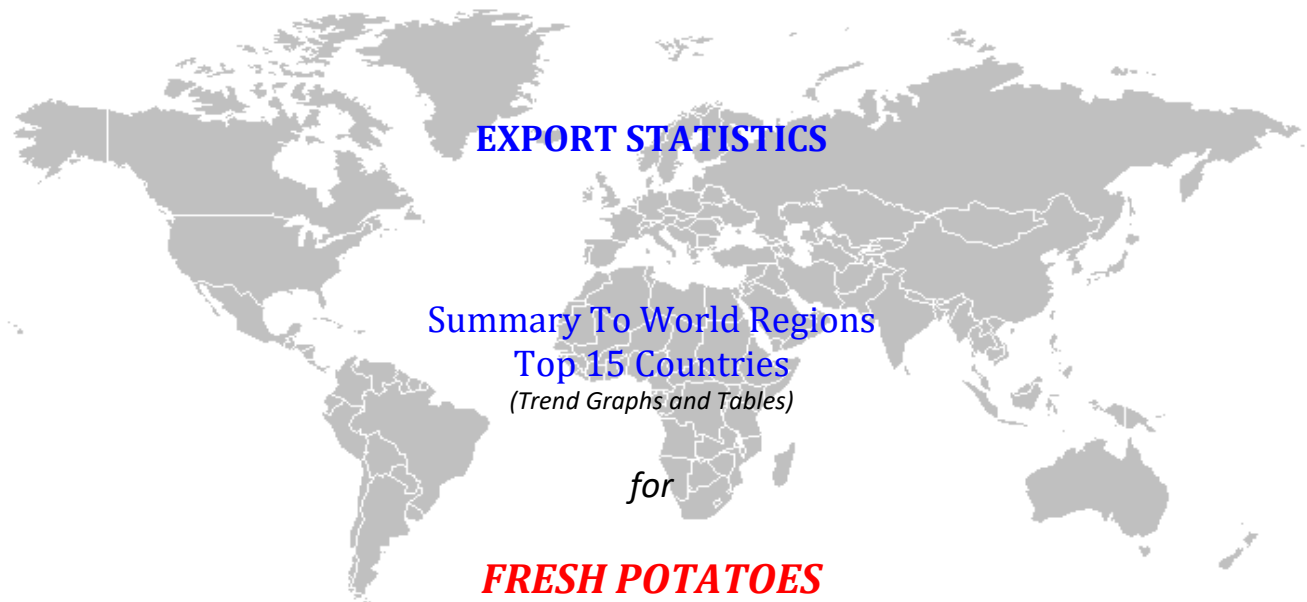 EXPORT STATISTICS
Summary To World Regions
Top 15 Countries
(Trend Graphs and Tables)
for
FRESH POTATOES